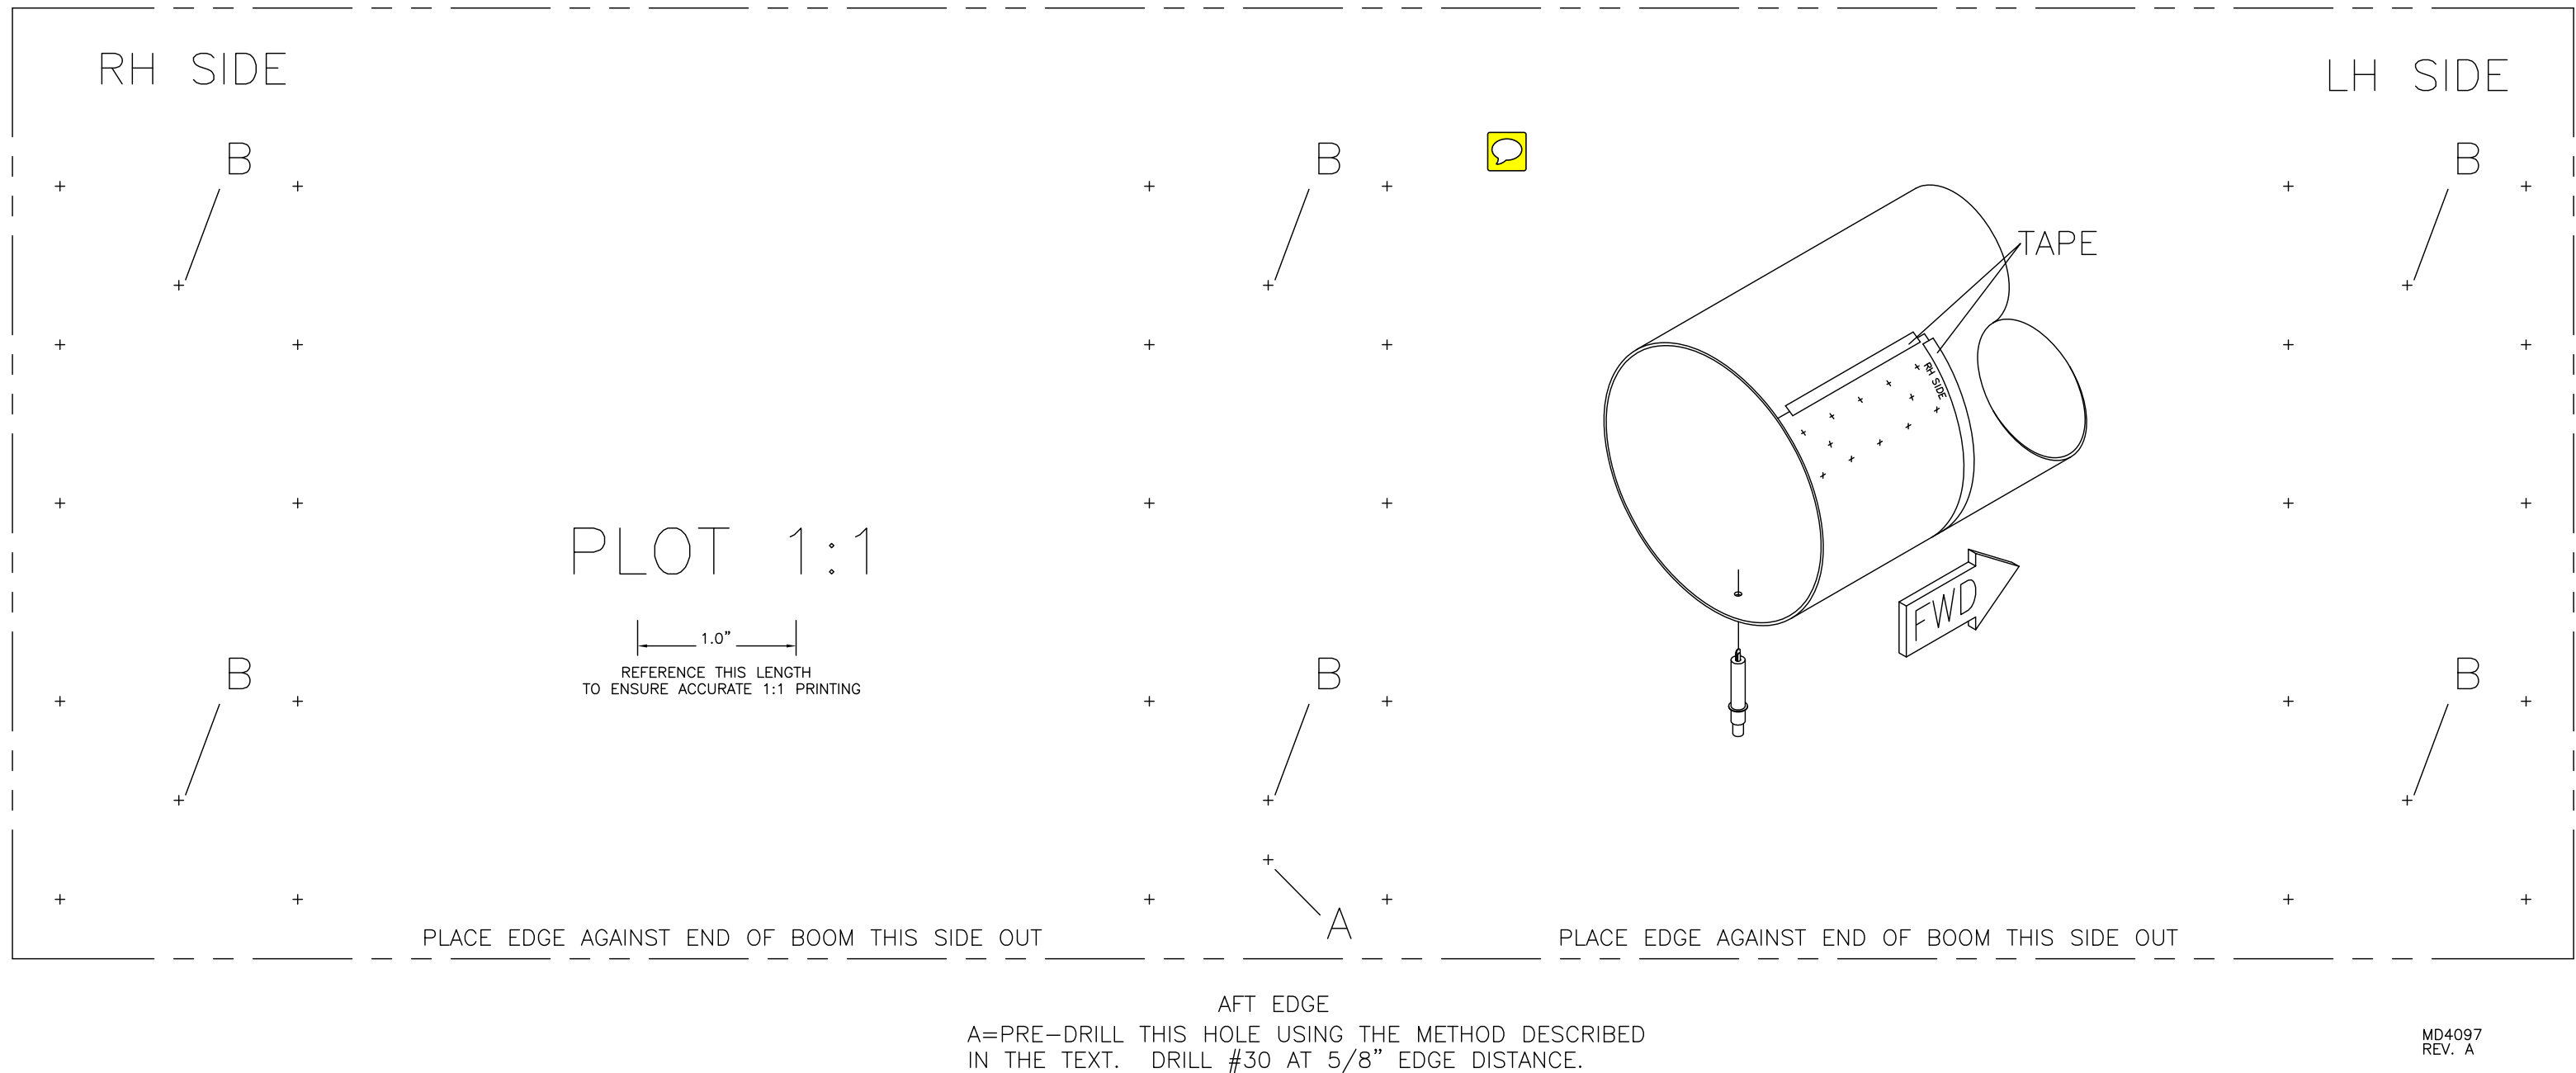 RH SIDE
LH SIDE
B
B
B
TAPE
RH SIDE
PLOT 1:1
1.0"
REFERENCE THIS LENGTH
TO ENSURE ACCURATE 1:1 PRINTING
FWD
B
B
B
A
PLACE EDGE AGAINST END OF BOOM THIS SIDE OUT
PLACE EDGE AGAINST END OF BOOM THIS SIDE OUT
AFT EDGE
A=PRE-DRILL THIS HOLE USING THE METHOD DESCRIBED
IN THE TEXT. DRILL #30 AT 5/8" EDGE DISTANCE.
MD4097
REV. A